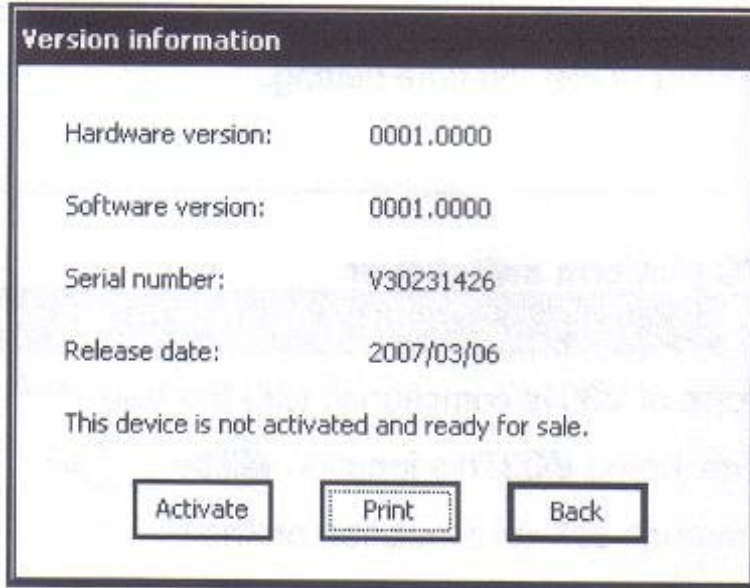 Version information
Hardware version: 0001.0000
Software version: 0001.0000
Serial number: V30231426
Release date: 2007/03/06
This device is not activated and ready for sale.
Activate Print Back